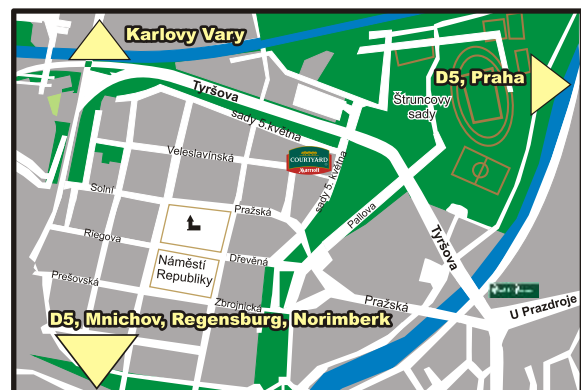 Karlovy Vary
D5, Praha
Tyršova
Štruncovy
sady
sady 5.května
Veleslavínská
COURTYARD
Marriott
sady 5. května
Solní
Pražská
Pallova
Riegova
Tyršova
Náměstí
Republiky
Dřevěná
Prešovská
Zbrojnická
Pražská
U Prazdroje
D5, Mnichov, Regensburg, Norimberk